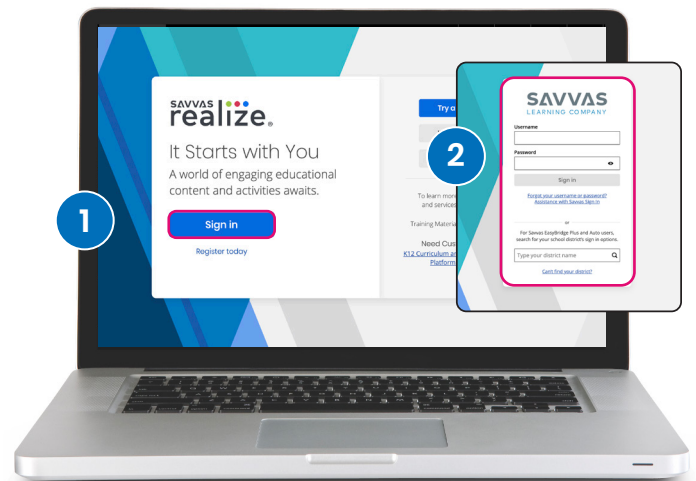 1
SAVVAS
realize®
It Starts with You
A world of engaging educational
content and activities awaits.
Sign in
Register today
Try a
To learn more
and services
Training Material
Need Cus
K12 Curriculum a
Platform
2
SAVVAS
LEARNING COMPANY
Username
Password
Sign in
Forgot your username or password?
Assistance with Savvas Sign in
or
For Savvas EasyBridge Plus and Auto users,
search for your school district's sign in options.
Type your district name
Can't find your district?